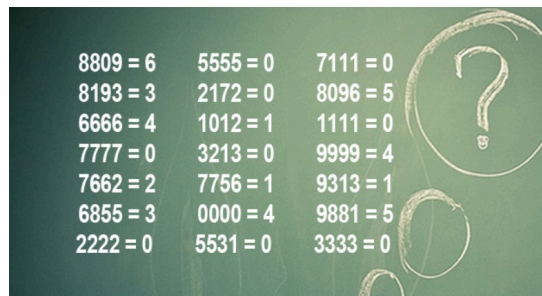 8809 = 6 5555 = 0 7111 = 0
8193 = 3 2172 = 0 8096 = 5
6666 = 4 1012 = 1 1111 = 0
7777 = 0 3213 = 0 9999 = 4
7662 = 2 7756 = 1 9313 = 1
6855 = 3 0000 = 4 9881 = 5
2222 = 0 5531 = 0 3333 = 0
?